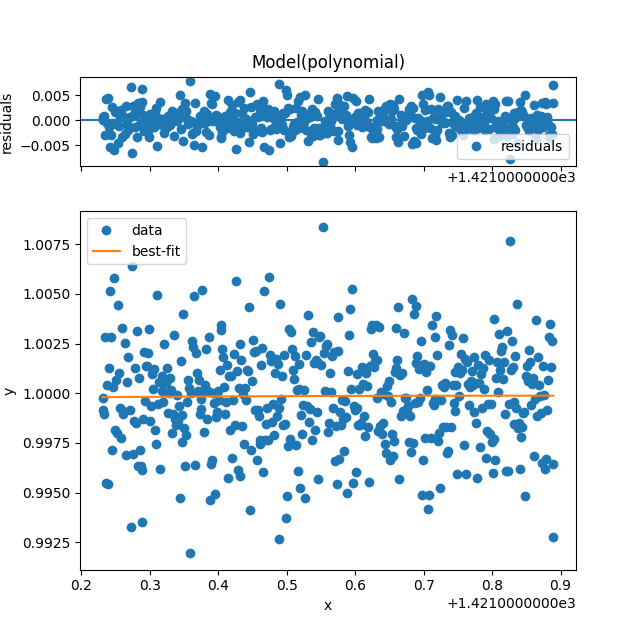 Model(polynomial)
residuals
0.005
0.000
−0.005
residuals
+1.4210000000e3
y
1.0075
1.0050
1.0025
1.0000
0.9975
0.9950
0.9925
data
best-fit
0.2 0.3 0.4 0.5 0.6 0.7 0.8 0.9
x
+1.4210000000e3